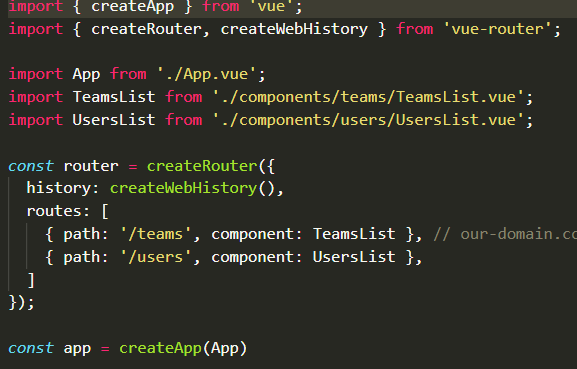 import { createApp } from 'vue';
import { createRouter, createWebHistory } from 'vue-router';
import App from './App.vue';
import TeamsList from './components/teams/TeamsList.vue';
import UsersList from './components/users/UsersList.vue';
const router = createRouter({
history: createWebHistory(),
routes: [
{ path: '/teams', component: TeamsList }, // our-domain.co
{ path: '/users', component: UsersList },
]
});
const app = createApp(App)